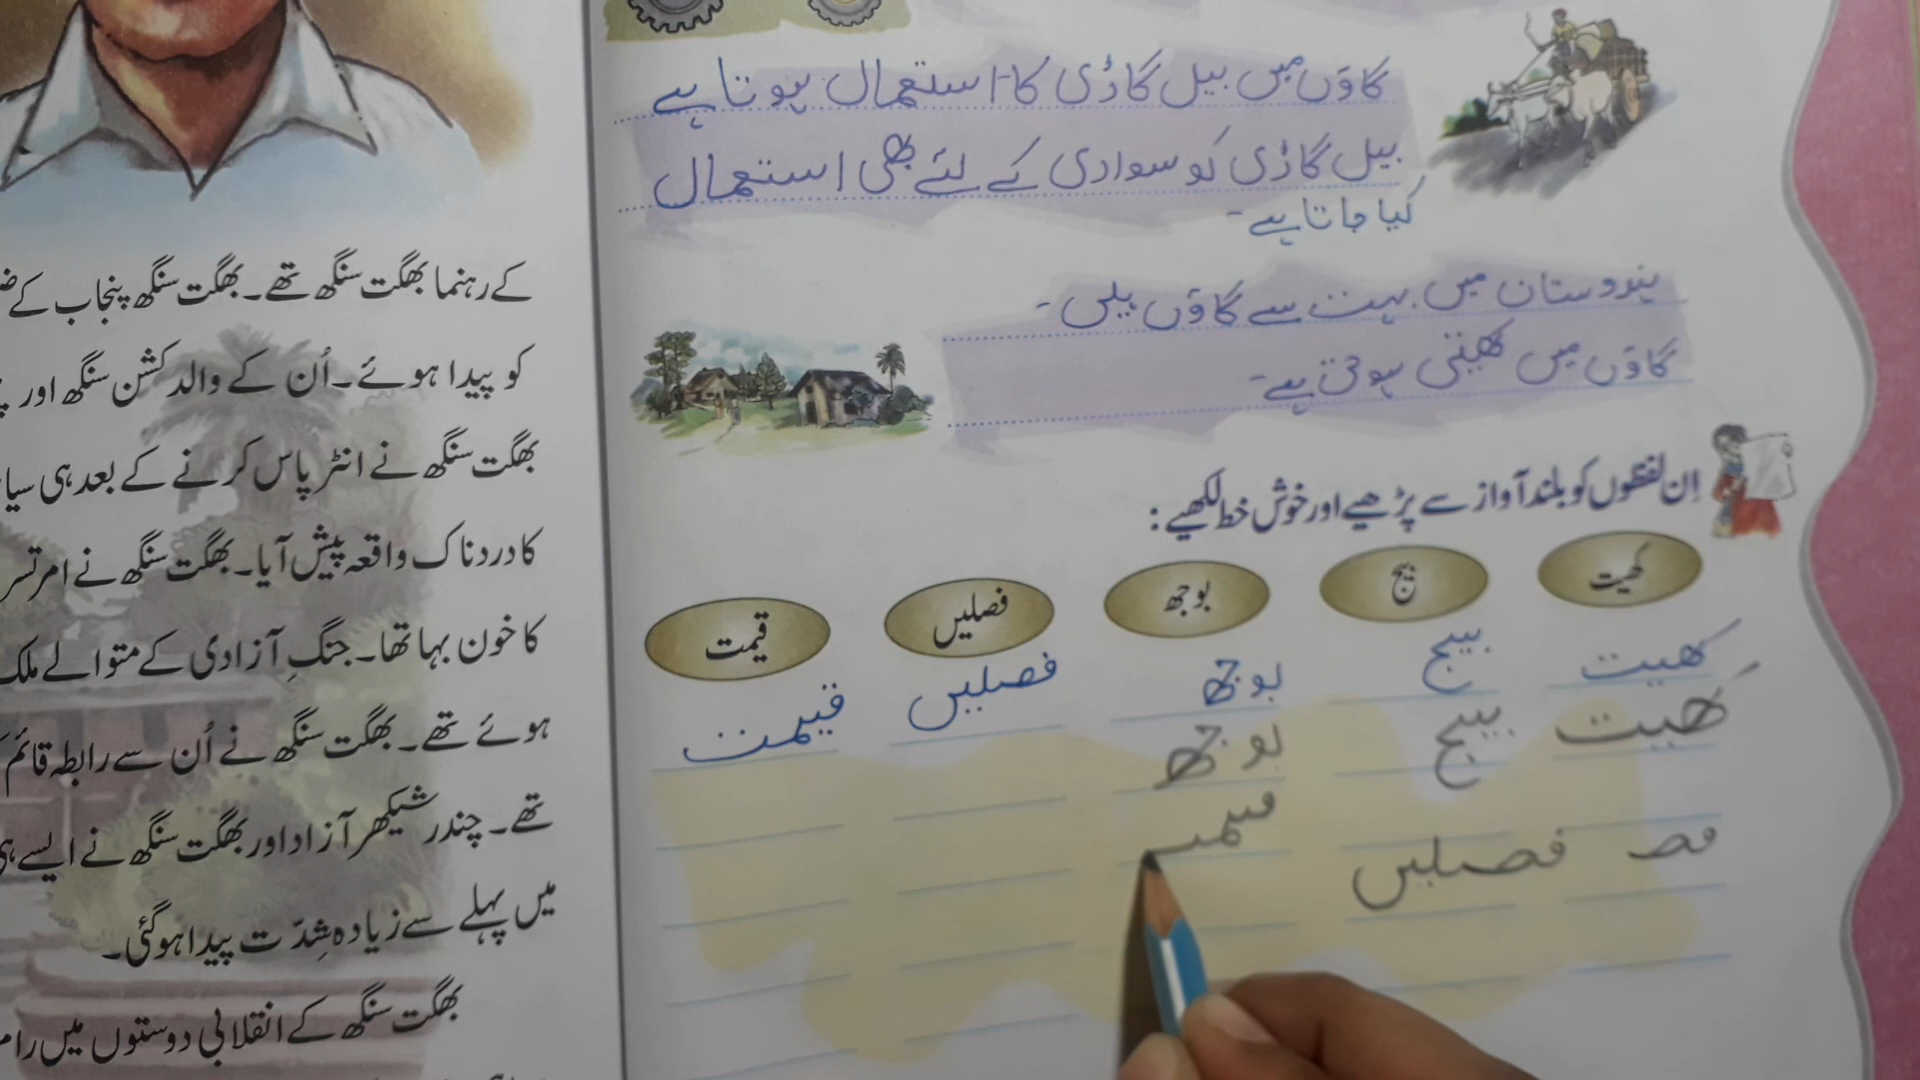 گاؤں میں بیل گاڑی کا استعمال ہوتا ہے
بیل گاڑی کو سواری کے لئے بھی استعمال
کیا جاتا ہے۔
ہندوستان میں بہت سے گاؤں ہیں۔
گاؤں میں کھیتی ہوتی ہے۔
اِن لفظوں کو بلند آواز سے پڑھیے اور خوش خط لکھیے:
کھیت بیج بوجھ فصلیں قیمت
کھیت بیج بوجھ فصلیں قیمت
کھیت بیج بوجھ
فصلیں
کے رہنما بھگت سنگھ تھے۔ بھگت سنگھ پنجاب کے
کو پیدا ہوئے۔ اُن کے والد کشن سنگھ اور
بھگت سنگھ نے انٹر پاس کرنے کے بعد ہی
کا دردناک واقعہ پیش آیا۔ بھگت سنگھ نے امرتسر
کا خون بہا تھا۔ جنگِ آزادی کے متوالے ملک
ہوئے تھے۔ بھگت سنگھ نے اُن سے رابطہ قائم
تھے۔ چندر شیکھر آزاد اور بھگت سنگھ نے ایسے ہی
میں پہلے سے زیادہ شِدّت پیدا ہوگئی۔
بھگت سنگھ کے انقلابی دوستوں میں